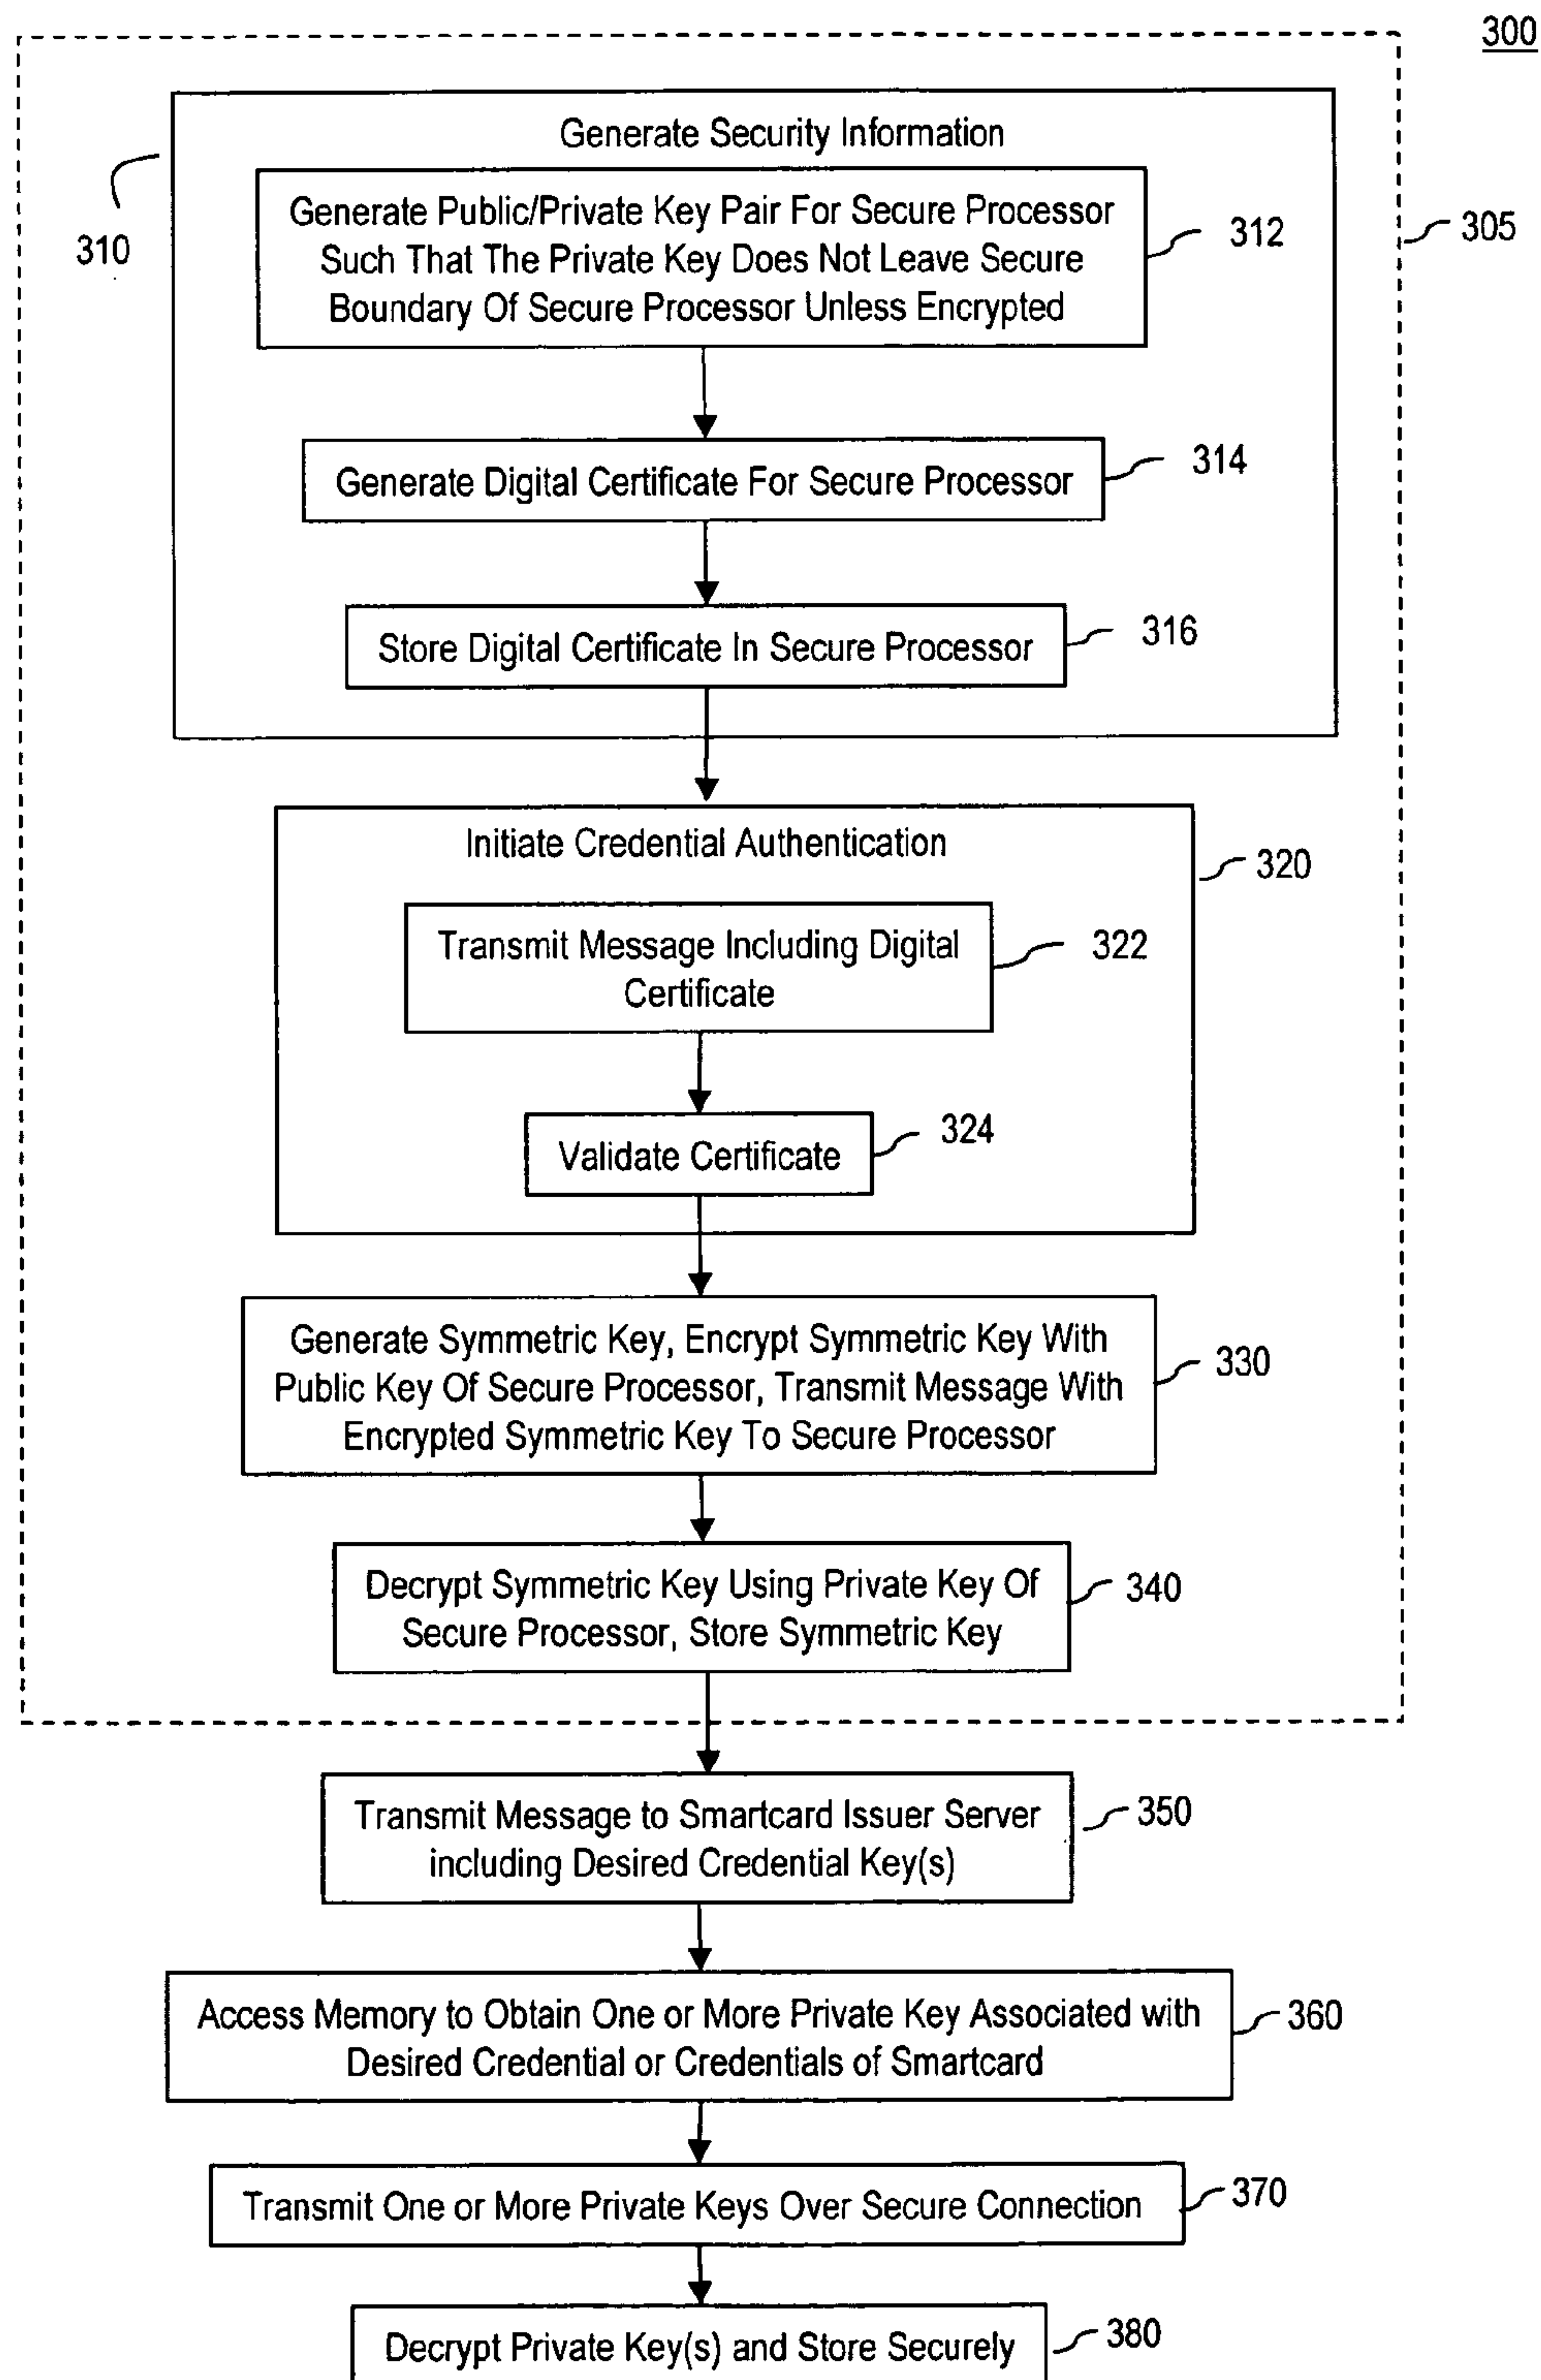 300
Generate Security Information
310
305
Generate Public/Private Key Pair For Secure Processor
Such That The Private Key Does Not Leave Secure
Boundary Of Secure Processor Unless Encrypted
312
Generate Digital Certificate For Secure Processor
314
Store Digital Certificate In Secure Processor
316
Initiate Credential Authentication
320
Transmit Message Including Digital
Certificate
322
Validate Certificate
324
Generate Symmetric Key, Encrypt Symmetric Key With
Public Key Of Secure Processor, Transmit Message With
Encrypted Symmetric Key To Secure Processor
330
Decrypt Symmetric Key Using Private Key Of
Secure Processor, Store Symmetric Key
340
Transmit Message to Smartcard Issuer Server
including Desired Credential Key(s)
350
Access Memory to Obtain One or More Private Key Associated with
Desired Credential or Credentials of Smartcard
360
Transmit One or More Private Keys Over Secure Connection
370
Decrypt Private Key(s) and Store Securely
380